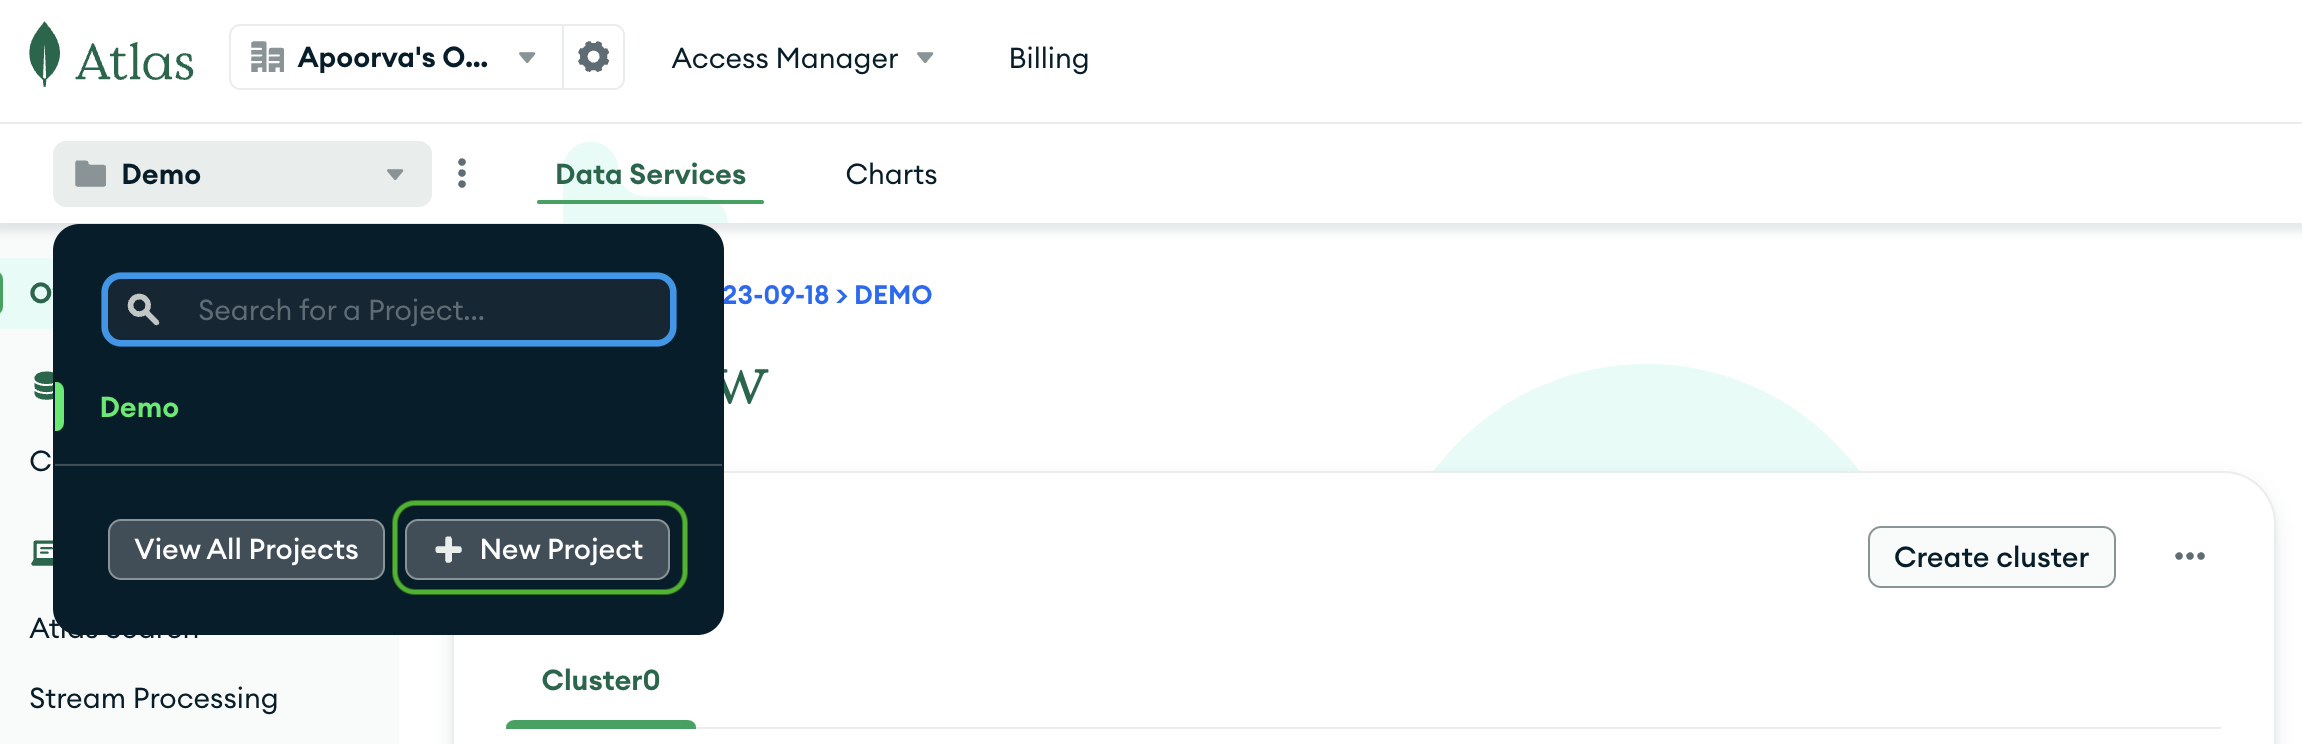 Atlas
Apoorva's O...
Access Manager
Billing
Demo
Data Services
Charts
Search for a Project...
23-09-18 > DEMO
Demo
View All Projects
New Project
Create cluster
Atlas Search
Cluster0
Stream Processing